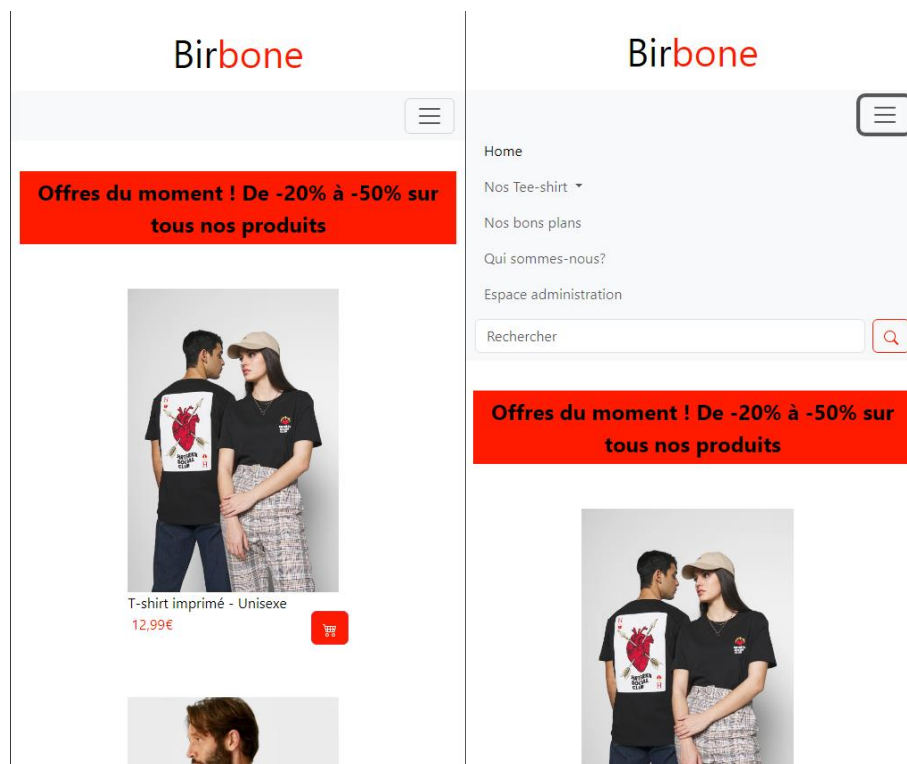 Birbone
Offres du moment ! De -20% à -50% sur
tous nos produits
T-shirt imprimé - Unisexe
12,99€
Birbone
Home
Nos Tee-shirt
Nos bons plans
Qui sommes-nous?
Espace administration
Rechercher
Offres du moment ! De -20% à -50% sur
tous nos produits